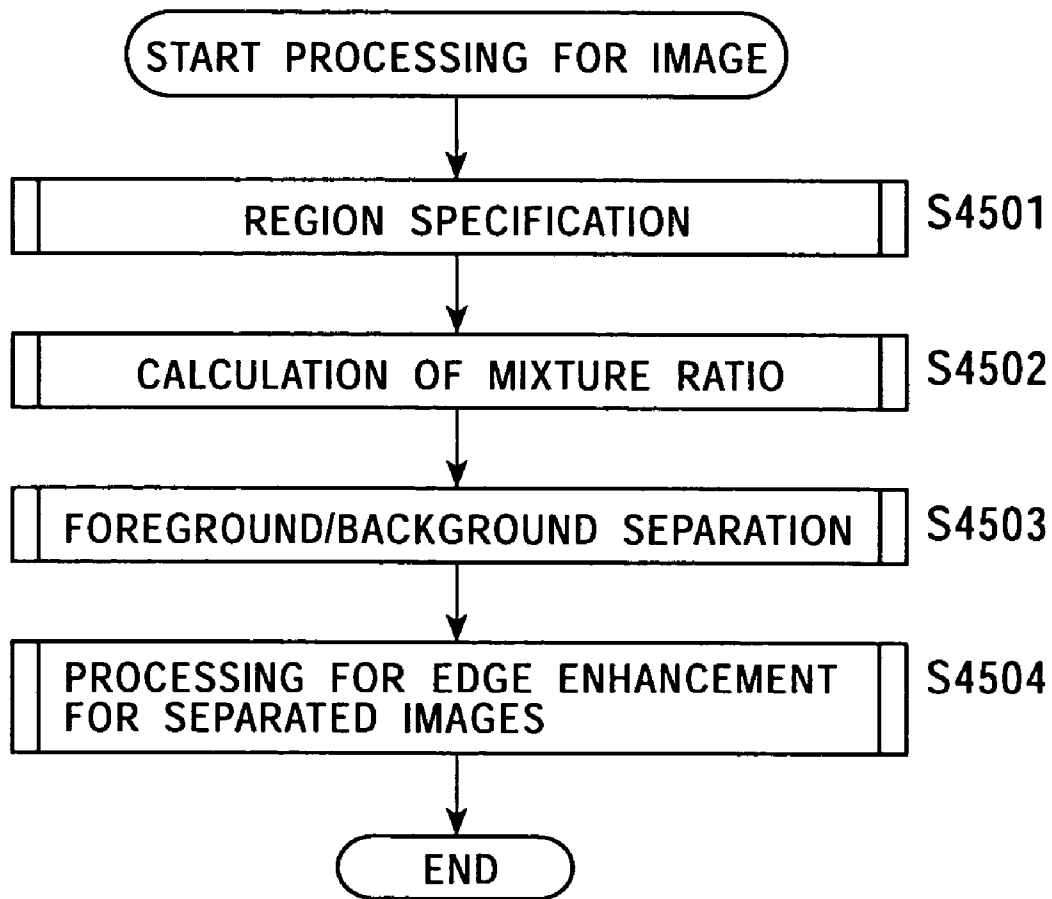 START PROCESSING FOR IMAGE
REGION SPECIFICATION
S4501
CALCULATION OF MIXTURE RATIO
S4502
FOREGROUND/BACKGROUND SEPARATION
S4503
PROCESSING FOR EDGE ENHANCEMENT
FOR SEPARATED IMAGES
S4504
END